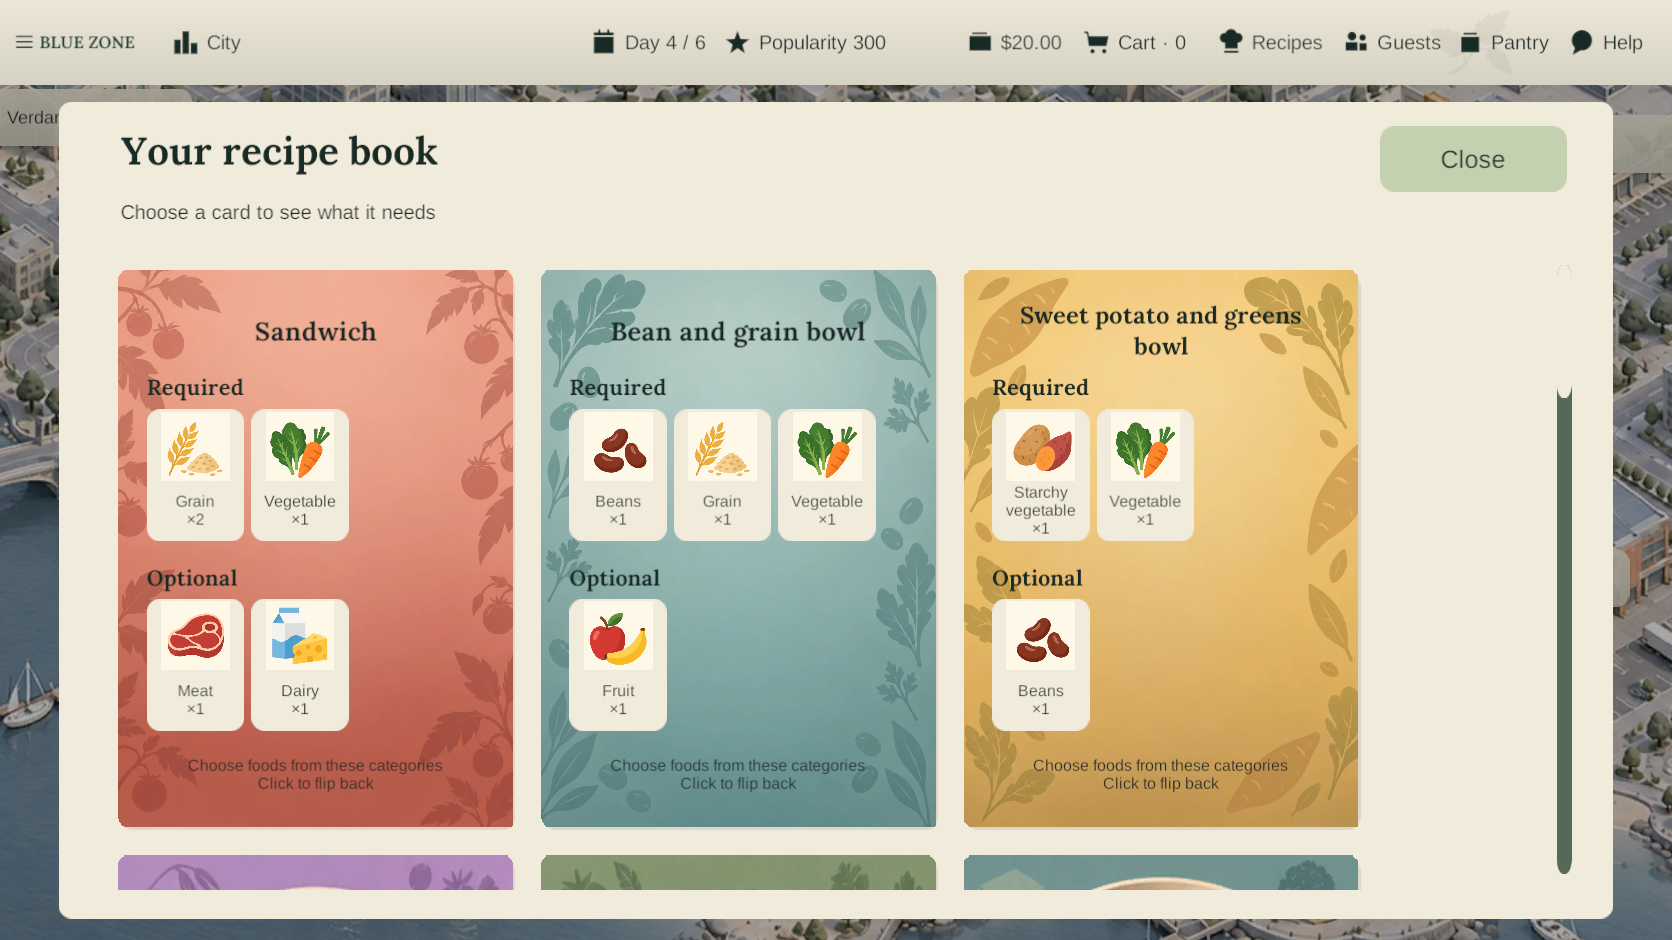 BLUE ZONE
City
Day 4 / 6
Popularity 300
$20.00
Cart · 0
Recipes
Guests
Pantry
Help
Your recipe book
Close
Choose a card to see what it needs
Sandwich
Required
Grain
×2
Vegetable
×1
Optional
Meat
×1
Dairy
×1
Choose foods from these categories
Click to flip back
Bean and grain bowl
Required
Beans
×1
Grain
×1
Vegetable
×1
Optional
Fruit
×1
Choose foods from these categories
Click to flip back
Sweet potato and greens
bowl
Required
Starchy
vegetable
×1
Vegetable
×1
Optional
Beans
×1
Choose foods from these categories
Click to flip back